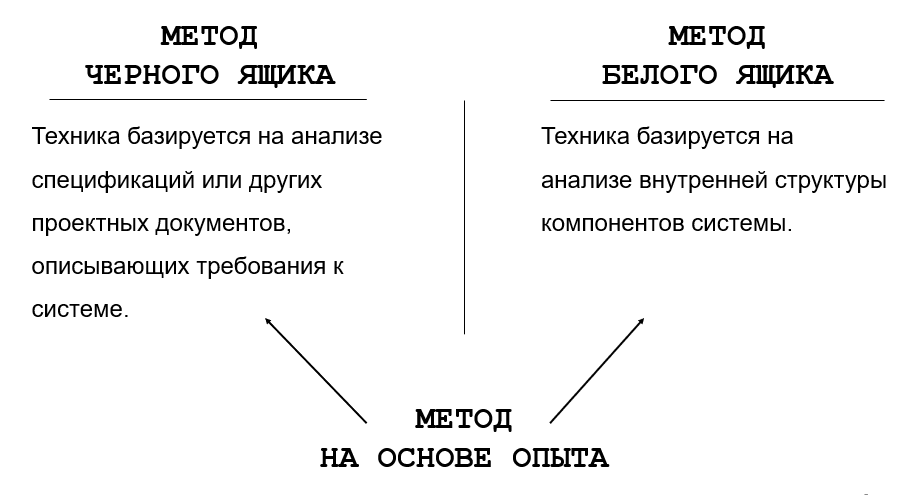 МЕТОД
ЧЕРНОГО ЯЩИКА
Техника базируется на анализе
спецификаций или других
проектных документов,
описывающих требования к
системе.
МЕТОД
БЕЛОГО ЯЩИКА
Техника базируется на
анализе внутренней структуры
компонентов системы.
МЕТОД
НА ОСНОВЕ ОПЫТА